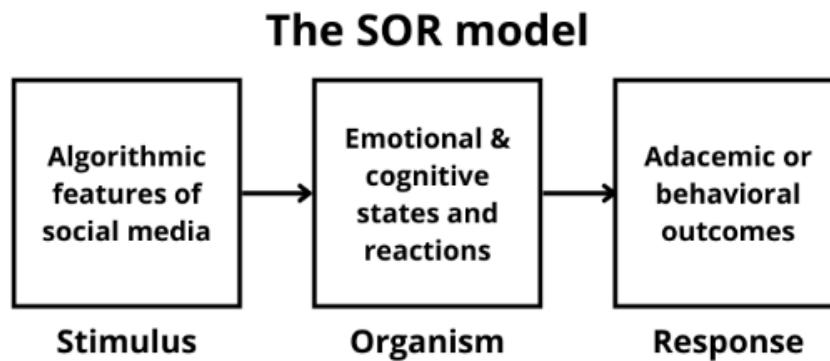 The SOR model
Algorithmic
features of
social media
Emotional &
cognitive
states and
reactions
Adacemic or
behavioral
outcomes
Stimulus
Organism
Response